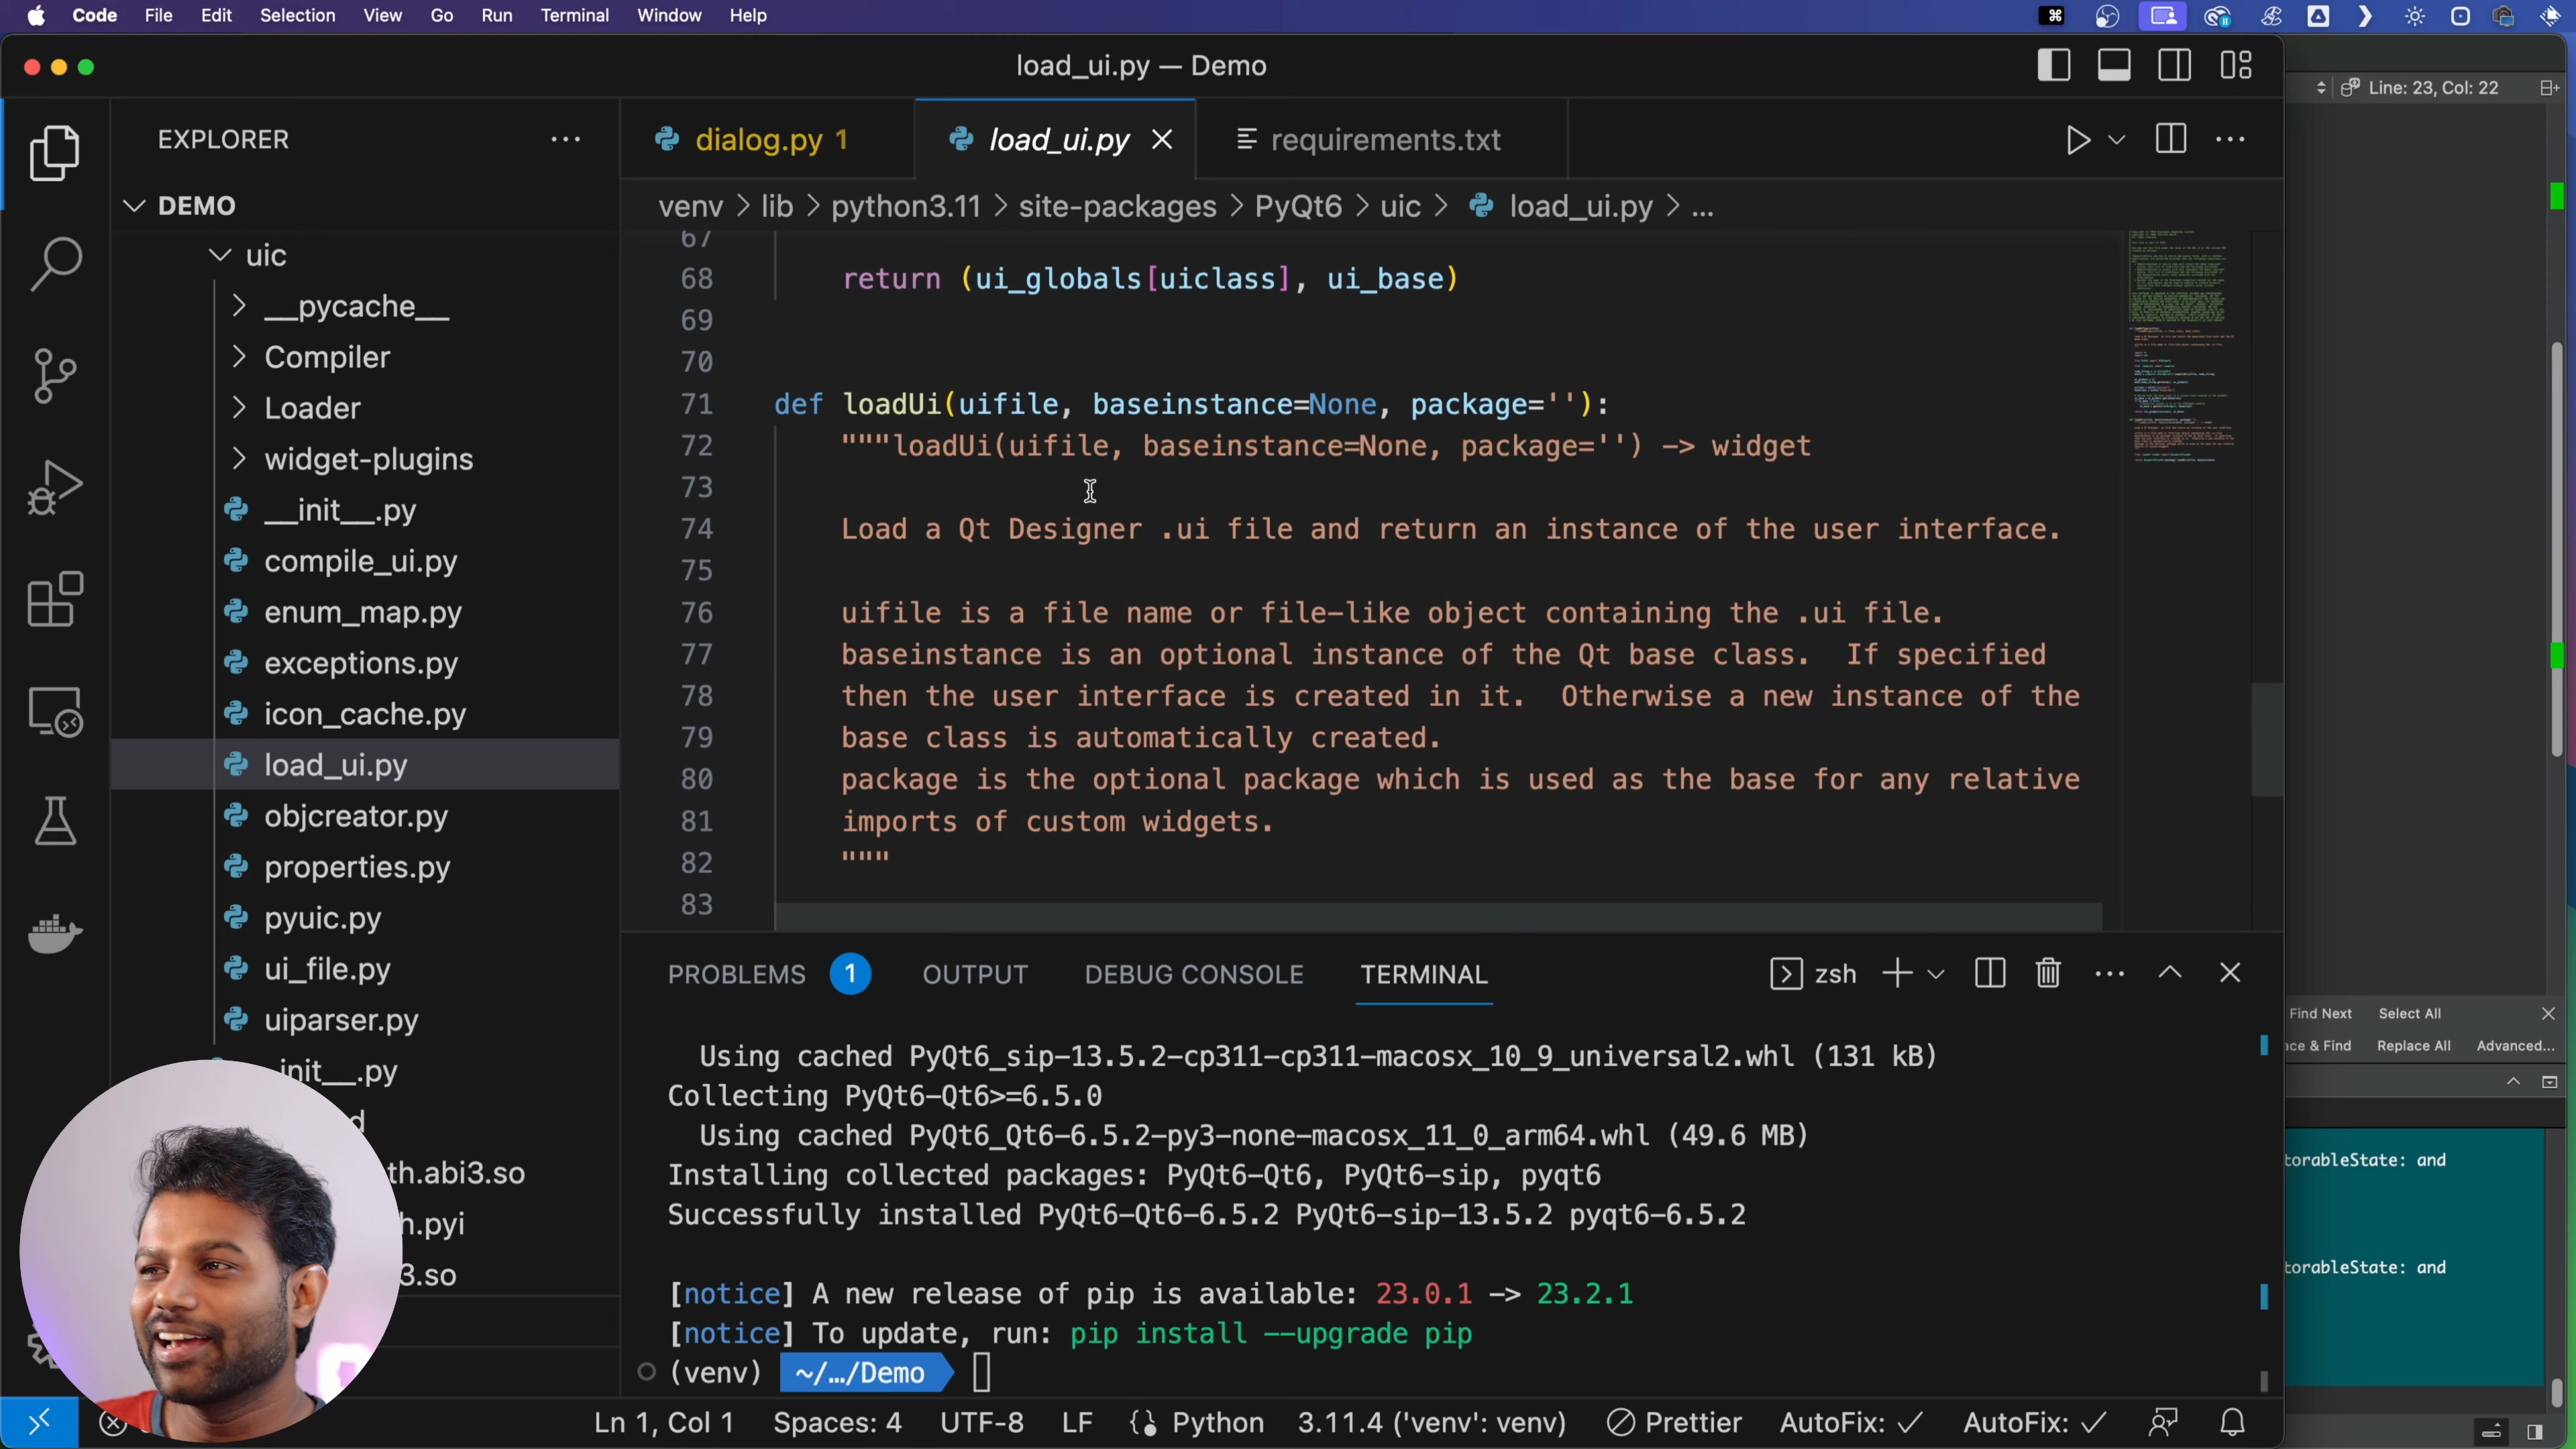 Code File Edit Selection View Go Run Terminal Window Help
load_ui.py — Demo
Line: 23, Col: 22
EXPLORER
dialog.py 1
load_ui.py
requirements.txt
DEMO
venv > lib > python3.11 > site-packages > PyQt6 > uic > load_ui.py > ...
uic
__pycache__
Compiler
Loader
widget-plugins
__init__.py
compile_ui.py
enum_map.py
exceptions.py
icon_cache.py
load_ui.py
objcreator.py
properties.py
pyuic.py
ui_file.py
uiparser.py
init__.py
d
th.abi3.so
h.pyi
3.so
67
68 return (ui_globals[uiclass], ui_base)
69
70
71 def loadUi(uifile, baseinstance=None, package=''):
72 """loadUi(uifile, baseinstance=None, package='') -> widget
73
74 Load a Qt Designer .ui file and return an instance of the user interface.
75
76 uifile is a file name or file-like object containing the .ui file.
77 baseinstance is an optional instance of the Qt base class.  If specified
78 then the user interface is created in it.  Otherwise a new instance of the
79 base class is automatically created.
80 package is the optional package which is used as the base for any relative
81 imports of custom widgets.
82 """
83
PROBLEMS 1 OUTPUT DEBUG CONSOLE TERMINAL
zsh
Using cached PyQt6_sip-13.5.2-cp311-cp311-macosx_10_9_universal2.whl (131 kB)
Collecting PyQt6-Qt6>=6.5.0
Using cached PyQt6_Qt6-6.5.2-py3-none-macosx_11_0_arm64.whl (49.6 MB)
Installing collected packages: PyQt6-Qt6, PyQt6-sip, pyqt6
Successfully installed PyQt6-Qt6-6.5.2 PyQt6-sip-13.5.2 pyqt6-6.5.2
[notice] A new release of pip is available: 23.0.1 -> 23.2.1
[notice] To update, run: pip install --upgrade pip
(venv) ~/…/Demo
Find Next Select All
ce & Find Replace All Advanced...
torableState: and
torableState: and
Ln 1, Col 1 Spaces: 4 UTF-8 LF Python 3.11.4 ('venv': venv) Prettier AutoFix: ✓ AutoFix: ✓